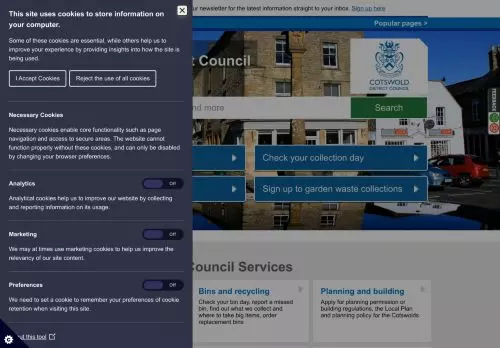 This site uses cookies to store information on
your computer.
Some of these cookies are essential, while others help us to
improve your experience by providing insights into how the site is
being used.
I Accept Cookies
Reject the use of all cookies
Necessary Cookies
Necessary cookies enable core functionality such as page
navigation and access to secure areas. The website cannot
function properly without these cookies, and can only be disabled
by changing your browser preferences.
Analytics
Off
Analytical cookies help us to improve our website by collecting
and reporting information on its usage.
Marketing
Off
We may at times use marketing cookies to help us improve the
relevancy of our site content.
Preferences
Off
We need to set a cookie to remember your preferences of cookie
retention when visiting this site.
this tool
newsletter for the latest information straight to your inbox. Sign up here
Popular pages >
t Council
COTSWOLD
DISTRICT COUNCIL
nd more
Search
Check your collection day
Sign up to garden waste collections
Council Services
Bins and recycling
Check your bin day, report a missed
bin, find out what we collect and
where to take big items, order
replacement bins
Planning and building
Apply for planning permission or
building regulations, the Local Plan
and planning policy for the Cotswolds